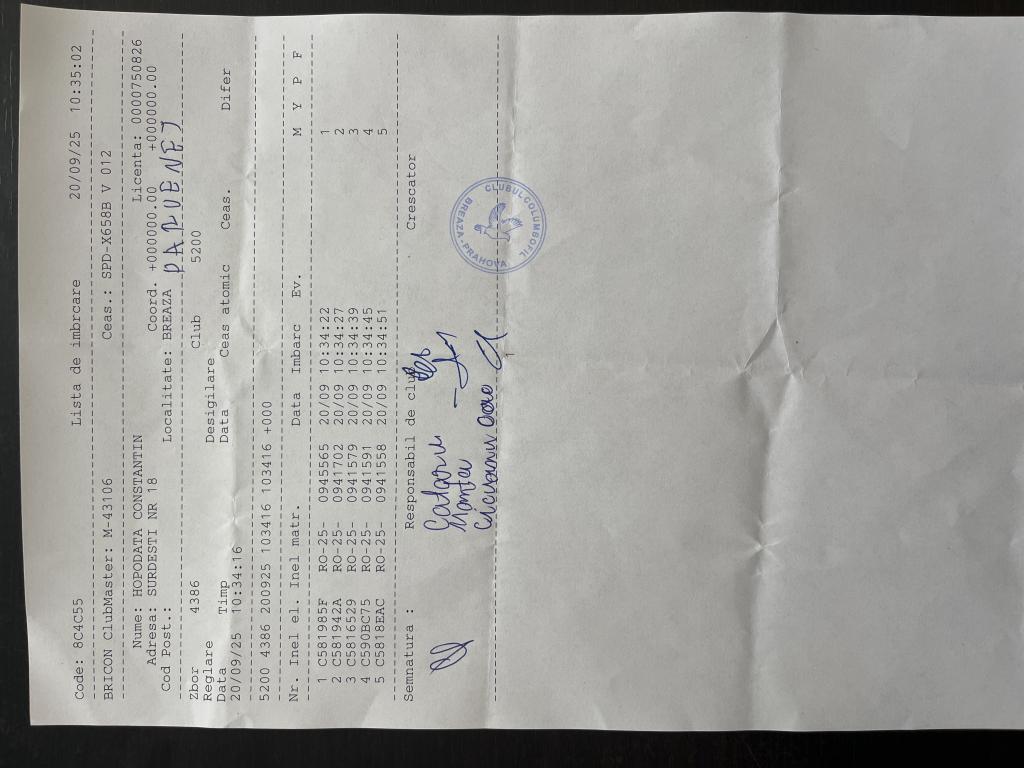 Code: 8C4C55 Lista de imbrcare 20/09/25 10:35:02
BRICON ClubMaster: M-43106 Ceas.: SPD-X658B V 012
Nume: HOPODATA CONSTANTIN Licenta: 0000750826
Adresa: SURDESTI NR 18 Coord. +000000.00 +000000.00
Cod Post.: Localitate: BREAZA
Zbor 4386 Club 5200
Reglare Desigilare
Data Timp Data Ceas atomic Ceas. Difer
20/09/25 10:34:16
5200 4386 200925 103416 103416 +000
Nr. Inel el. Inel matr. Data Imbarc Ev. M Y P F
1 C581985F RO-25- 0945565 20/09 10:34:22 1
2 C581942A RO-25- 0941702 20/09 10:34:27 2
3 C5816529 RO-25- 0941579 20/09 10:34:39 3
4 C590BC75 RO-25- 0941591 20/09 10:34:45 4
5 C5818EAC RO-25- 0941558 20/09 10:34:51 5
Semnatura : Responsabil de club Crescator
CLUBUL COLUMBOFIL
BREAZA-PRAHOVA